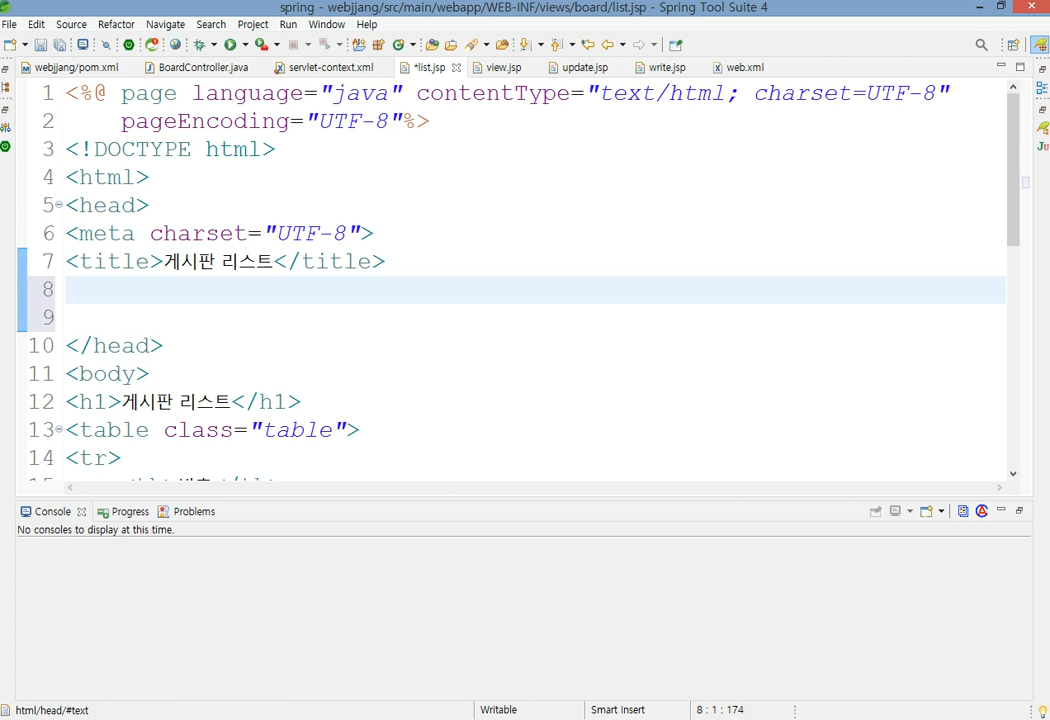 spring - webjjang/src/main/webapp/WEB-INF/views/board/list.jsp - Spring Tool Suite 4
File Edit Source Refactor Navigate Search Project Run Window Help
webjjang/pom.xml BoardController.java servlet-context.xml *list.jsp view.jsp update.jsp write.jsp web.xml
1 <%@ page language="java" contentType="text/html; charset=UTF-8"
2 pageEncoding="UTF-8"%>
3 <!DOCTYPE html>
4 <html>
5 <head>
6 <meta charset="UTF-8">
7 <title>게시판 리스트</title>
8
9
10 </head>
11 <body>
12 <h1>게시판 리스트</h1>
13 <table class="table">
14 <tr>
Console Progress Problems
No consoles to display at this time.
html/head/#text Writable Smart Insert 8 : 1 : 174